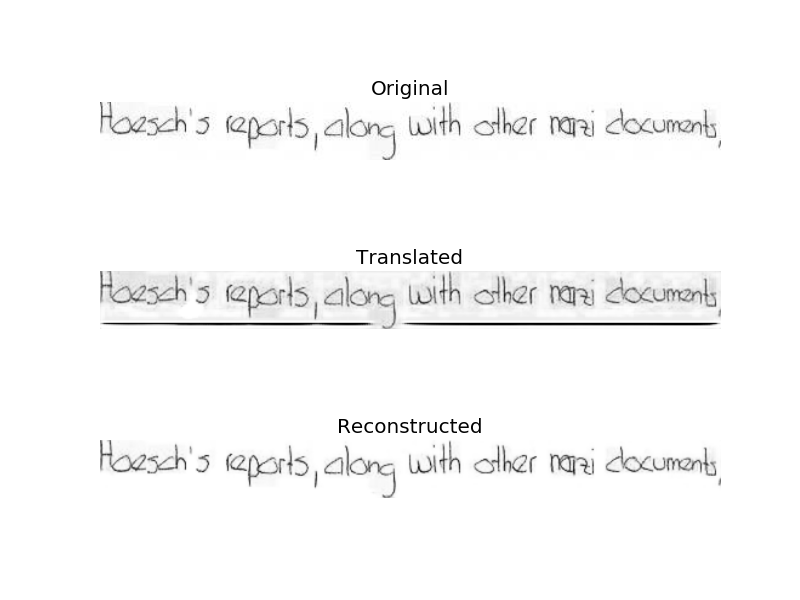 Original
Hoesch's reports, along with other nazi documents,
Translated
Hoesch's reports, along with other nazi documents,
Reconstructed
Hoesch's reports, along with other nazi documents,